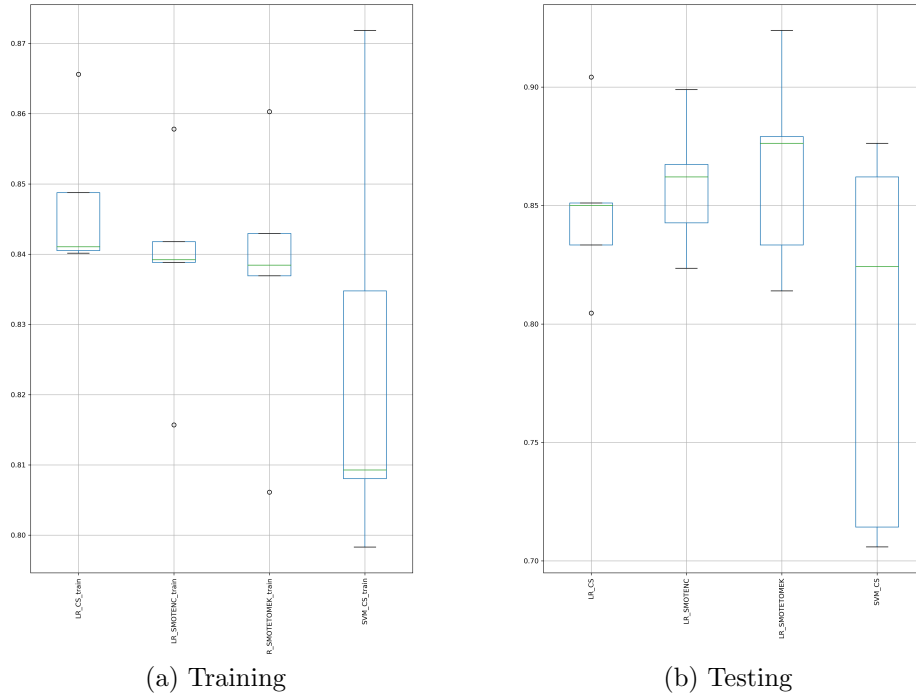 0.87
0.86
0.85
0.84
0.83
0.82
0.81
0.80
LR_CS_train
LR_SMOTENC_train
R_SMOTETOMEK_train
SVM_CS_train
(a) Training
0.90
0.85
0.80
0.75
0.70
LR_CS
LR_SMOTENC
LR_SMOTETOMEK
SVM_CS
(b) Testing